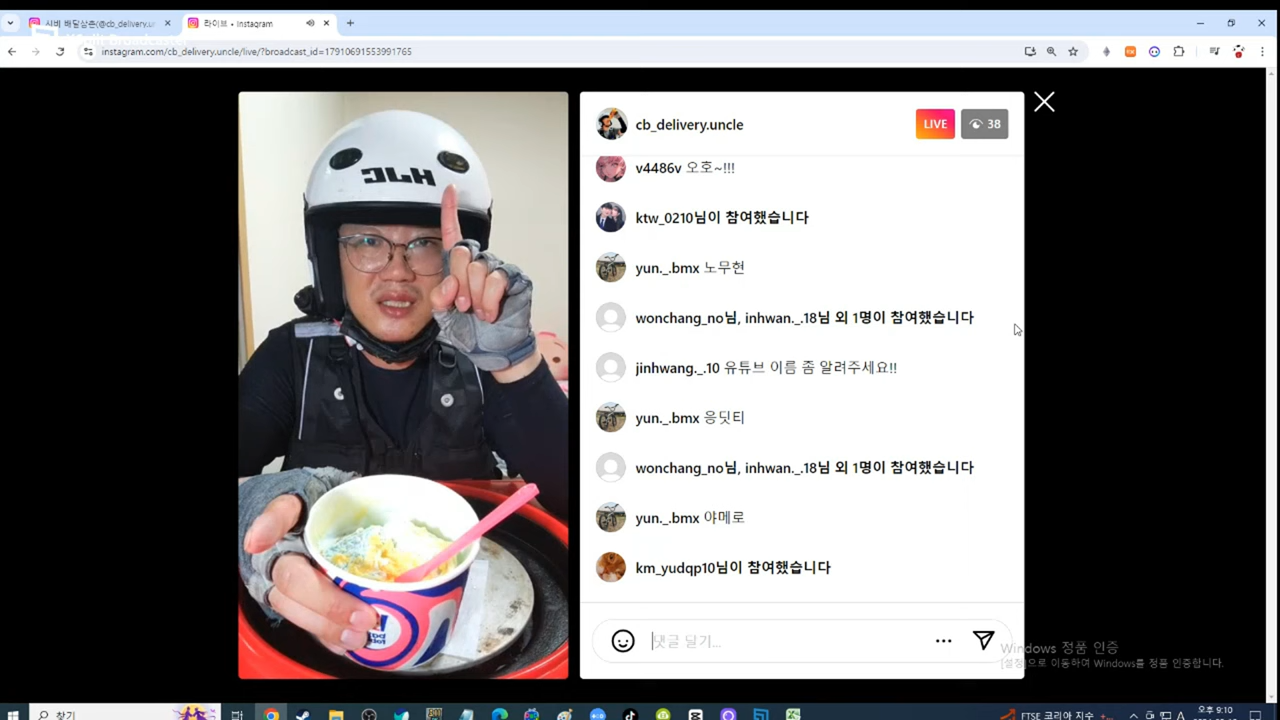 라이브 • Instagram
instagram.com/cb_delivery.uncle/live/?broadcast_id=17910691553991765
cb_delivery.uncle
LIVE
38
v4486v 오호~!!!
ktw_0210님이 참여했습니다
yun._.bmx 노무현
wonchang_no님, inhwan._.18님 외 1명이 참여했습니다
jinhwang._.10 유튜브 이름 좀 알려주세요!!
yun._.bmx 응딧티
wonchang_no님, inhwan._.18님 외 1명이 참여했습니다
yun._.bmx 야메로
km_yudqp10님이 참여했습니다
댓글 달기...
Windows 정품 인증
[설정]으로 이동하여 Windows를 정품 인증합니다.
찾기
FTSE 코리아 지수
오후 9:10